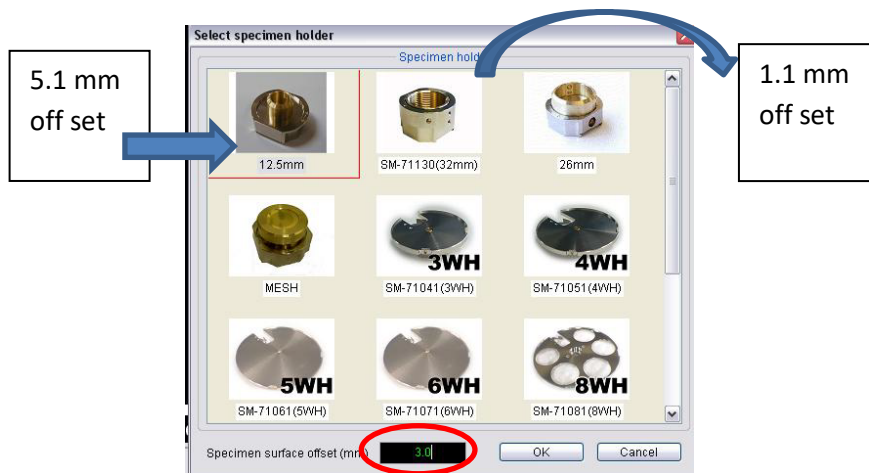 Select specimen holder
Specimen hold
5.1 mm
off set
1.1 mm
off set
12.5mm
SM-71130(32mm)
26mm
3WH
4WH
MESH
SM-71041(3WH)
SM-71051(4WH)
5WH
6WH
8WH
SM-71061(5WH)
SM-71071(6WH)
SM-71081(8WH)
Specimen surface offset (mm)
3.0
OK
Cancel